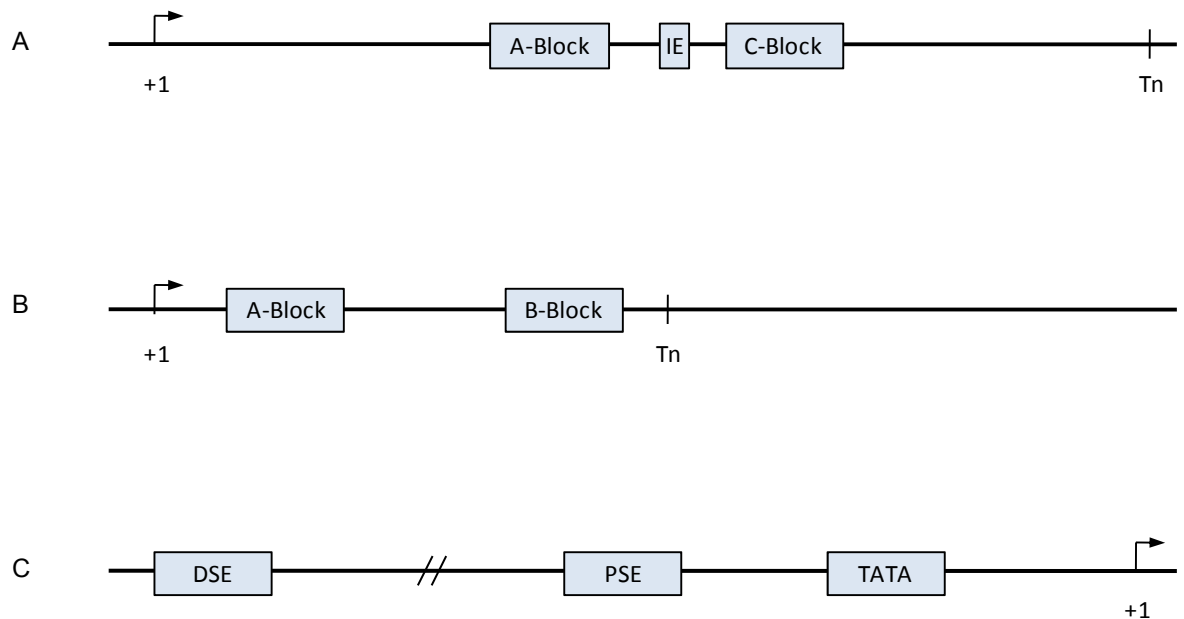 A
A-Block IE C-Block
+1 Tn
B
A-Block B-Block
+1 Tn
C
DSE PSE TATA
+1